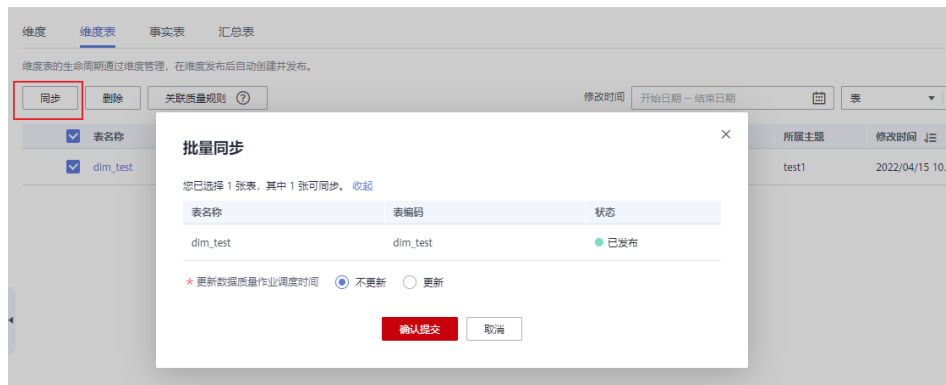 维度 维度表 事实表 汇总表
维度表的生命周期通过维度管理，在维度发布后自动创建并发布。
同步 删除 关联质量规则 ? 修改时间 开始日期 – 结束日期 表
表名称 所属主题 修改时间
批量同步
dim_test test1 2022/04/15 10.
您已选择 1 张表，其中 1 张可同步。 收起
表名称 表编码 状态
dim_test dim_test 已发布
* 更新数据质量作业调度时间 不更新 更新
确认提交 取消